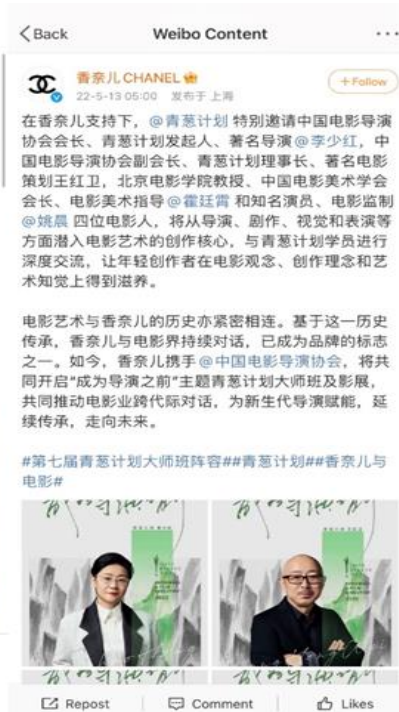 Back
Weibo Content
香奈儿CHANEL
22-5-13 05:00 发布于 上海
+Follow
在香奈儿支持下，@青葱计划 特别邀请中国电影导演
协会会长、青葱计划发起人、著名导演@李少红，中
国电影导演协会副会长、青葱计划理事长、著名电影
策划王红卫，北京电影学院教授、中国电影美术学会
会长、电影美术指导@霍廷霄 和知名演员、电影监制
@姚晨 四位电影人，将从导演、剧作、视觉和表演等
方面潜入电影艺术的创作核心，与青葱计划学员进行
深度交流，让年轻创作者在电影观念、创作理念和艺
术知觉上得到滋养。
电影艺术与香奈儿的历史亦紧密相连。基于这一历史
传承，香奈儿与电影界持续对话，已成为品牌的标志
之一。如今，香奈儿携手@中国电影导演协会，将共
同开启“成为导演之前”主题青葱计划大师班及影展，
共同推动电影业跨代际对话，为新生代导演赋能，延
续传承，走向未来。
#第七届青葱计划大师班阵容##青葱计划##香奈儿与
电影#
Repost
Comment
Likes